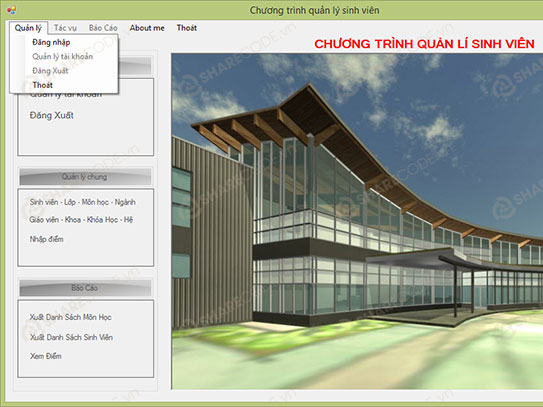 Chương trình quản lý sinh viên
Quản lý Tác vụ Báo Cáo About me Thoát
CHƯƠNG TRÌNH QUẢN LÍ SINH VIÊN
Đăng nhập
Quản lý tài khoản
Đăng Xuất
Thoát
Quản lý tài khoản
Đăng Xuất
Quản lý chung
Sinh viên - Lớp - Môn học - Ngành
Giáo viên - Khoa - Khóa Học - Hệ
Nhập điểm
Báo Cáo
Xuất Danh Sách Môn Học
Xuất Danh Sách Sinh Viên
Xem Điểm
SHARECODE.vn